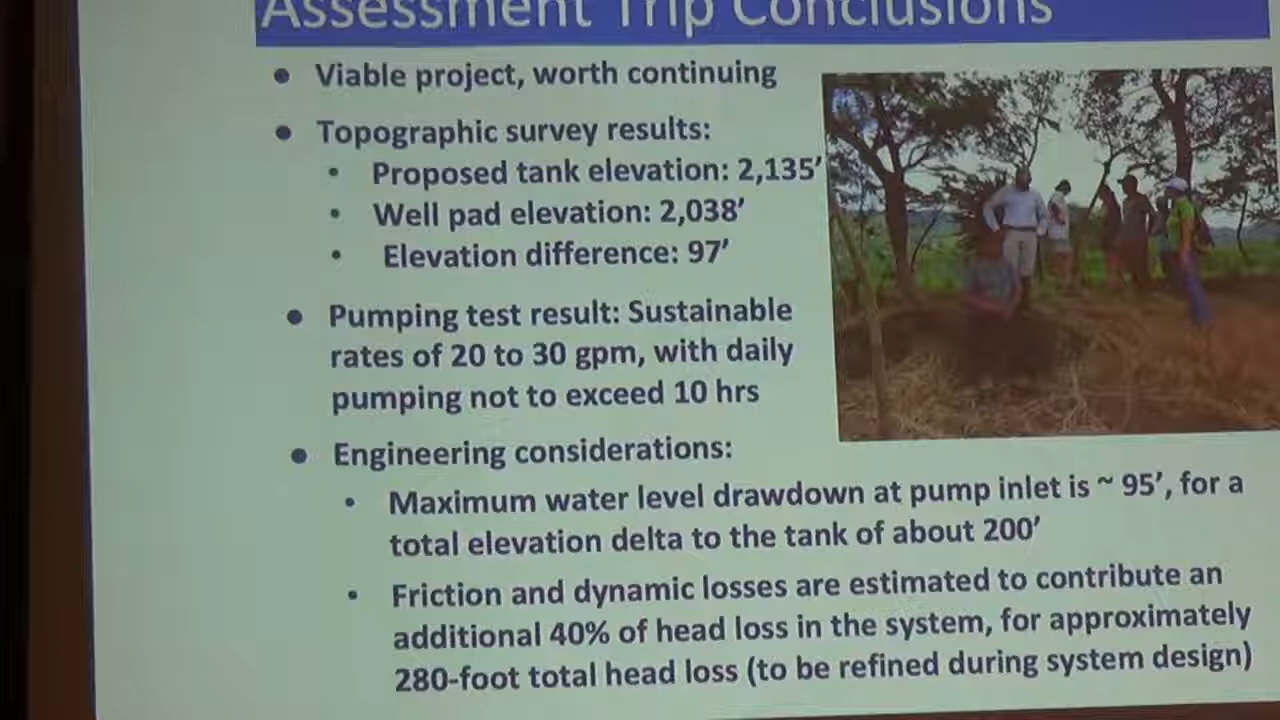 Assessment Trip Conclusions
• Viable project, worth continuing
• Topographic survey results:
• Proposed tank elevation: 2,135′
• Well pad elevation: 2,038′
• Elevation difference: 97′
• Pumping test result: Sustainable
rates of 20 to 30 gpm, with daily
pumping not to exceed 10 hrs
• Engineering considerations:
• Maximum water level drawdown at pump inlet is ~ 95′, for a
total elevation delta to the tank of about 200′
• Friction and dynamic losses are estimated to contribute an
additional 40% of head loss in the system, for approximately
280-foot total head loss (to be refined during system design)